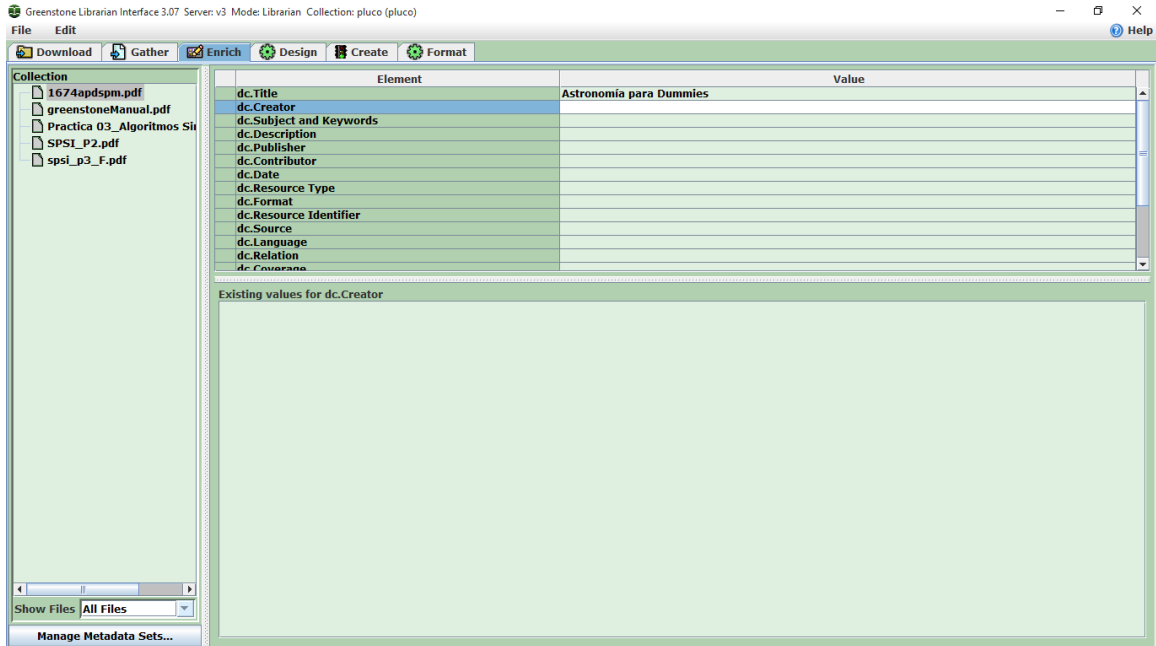 Greenstone Librarian Interface 3.07 Server: v3 Mode: Librarian Collection: pluco (pluco)
File Edit
Help
Download Gather Enrich Design Create Format
Collection
1674apdspm.pdf
greenstoneManual.pdf
Practica 03_Algoritmos Sir
SPSI_P2.pdf
spsi_p3_F.pdf
Show Files All Files
Manage Metadata Sets...
Element Value
dc.Title Astronomía para Dummies
dc.Creator
dc.Subject and Keywords
dc.Description
dc.Publisher
dc.Contributor
dc.Date
dc.Resource Type
dc.Format
dc.Resource Identifier
dc.Source
dc.Language
dc.Relation
dc.Coverage
Existing values for dc.Creator